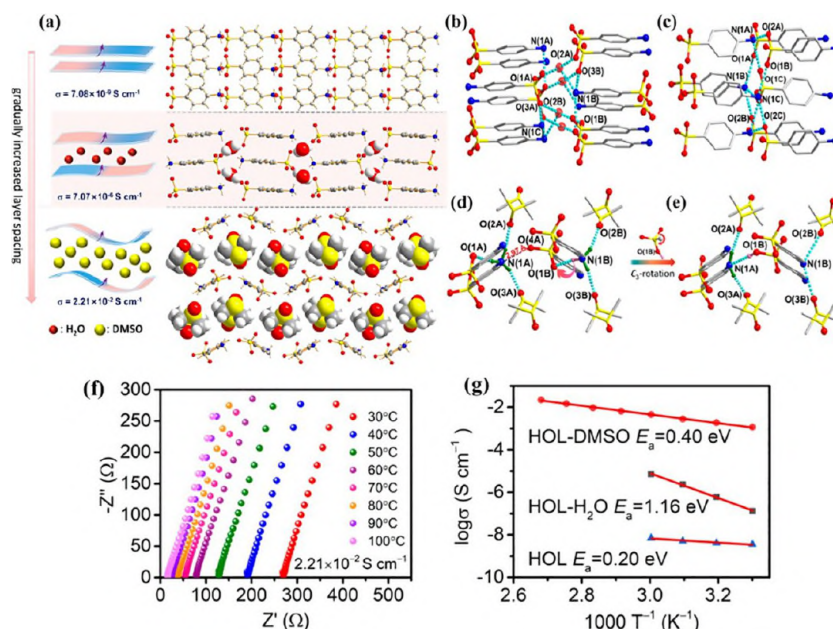 (a)
gradually increased layer spacing
σ = 7.08×10⁻⁹ S cm⁻¹
σ = 7.07×10⁻⁶ S cm⁻¹
σ = 2.21×10⁻² S cm⁻¹
: H₂O : DMSO
(b)
N(1A)
O(2A)
O(1A)
O(3B)
N(1B)
O(3A)
O(2B)
N(1C)
O(1B)
(c)
N(1A)
O(2A)
O(1A)
O(1B)
N(1B)
O(1C)
N(1C)
O(2B)
O(2C)
(d)
O(2A)
O(2B)
O(1A)
O(4A)
N(1A)
N(1B)
O(1B)
O(3A)
O(3B)
O(1B)
C₃-rotation
(e)
O(2A)
O(1B)
O(2B)
N(1A)
N(1B)
O(3A)
O(3B)
(f)
-Z'' (Ω)
300
250
200
150
100
50
0
30°C
40°C
50°C
60°C
70°C
80°C
90°C
100°C
2.21×10⁻² S cm⁻¹
0 100 200 300 400 500
Z' (Ω)
(g)
logσ (S cm⁻¹)
-2
-4
-6
-8
-10
HOL-DMSO Eₐ=0.40 eV
HOL-H₂O Eₐ=1.16 eV
HOL Eₐ=0.20 eV
2.6 2.8 3.0 3.2 3.4
1000 T⁻¹ (K⁻¹)